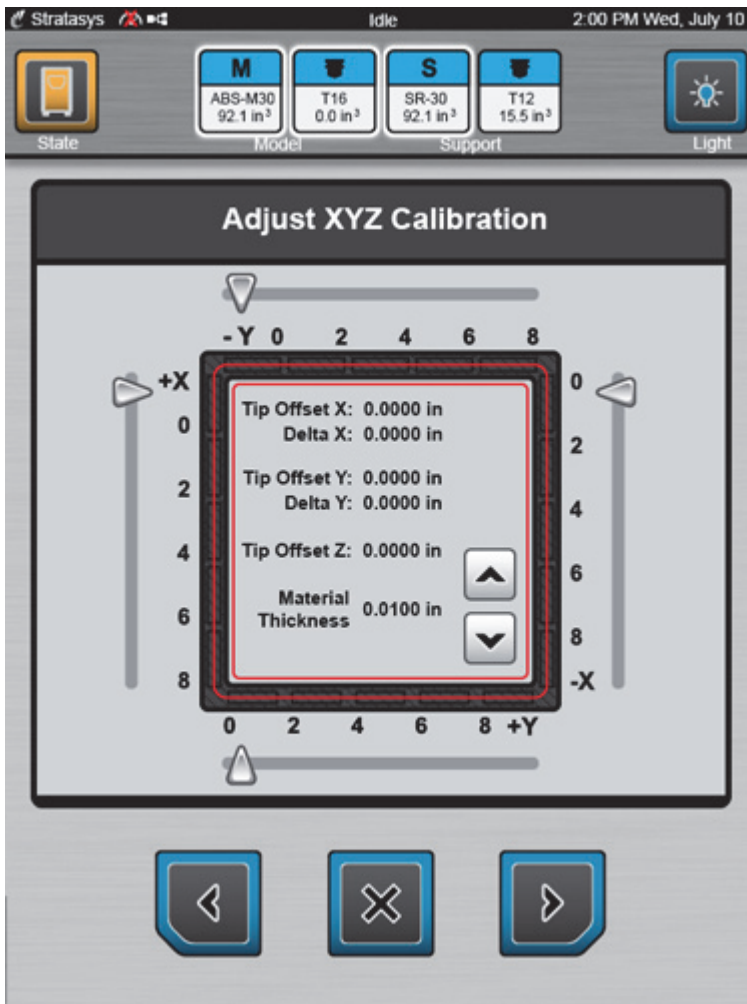 Stratasys
Idle
2:00 PM Wed, July 10
M
ABS-M30
92.1 in³
T16
0.0 in³
S
SR-30
92.1 in³
T12
15.5 in³
State
Model
Support
Light
Adjust XYZ Calibration
- Y 0 2 4 6 8
+X
0
2
4
6
8
Tip Offset X: 0.0000 in
Delta X: 0.0000 in
Tip Offset Y: 0.0000 in
Delta Y: 0.0000 in
Tip Offset Z: 0.0000 in
Material
Thickness
0.0100 in
0
2
4
6
8
-X
0 2 4 6 8 +Y